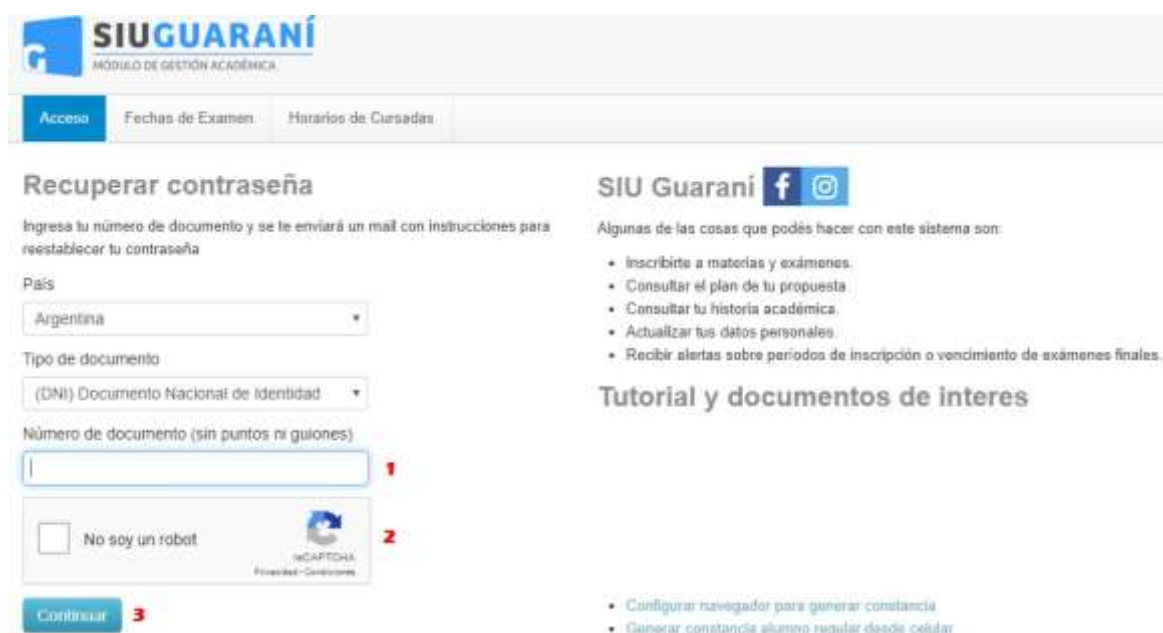 SIUGUARANÍ
MÓDULO DE GESTIÓN ACADÉMICA
Acceso
Fechas de Examen
Horarios de Cursadas
Recuperar contraseña
Ingresa tu número de documento y se te enviará un mail con instrucciones para
reestablecer tu contraseña
País
Argentina
Tipo de documento
(DNI) Documento Nacional de Identidad
Número de documento (sin puntos ni guiones)
1
No soy un robot
reCAPTCHA
Privacidad - Condiciones
2
Continuar
3
SIU Guaraní
Algunas de las cosas que podés hacer con este sistema son:
• Inscribirte a materias y exámenes.
• Consultar el plan de tu propuesta
• Consultar tu historia académica.
• Actualizar tus datos personales.
• Recibir alertas sobre períodos de inscripción o vencimiento de exámenes finales.
Tutorial y documentos de interes
• Configurar navegador para generar constancia
• Generar constancia alumno regular desde celular